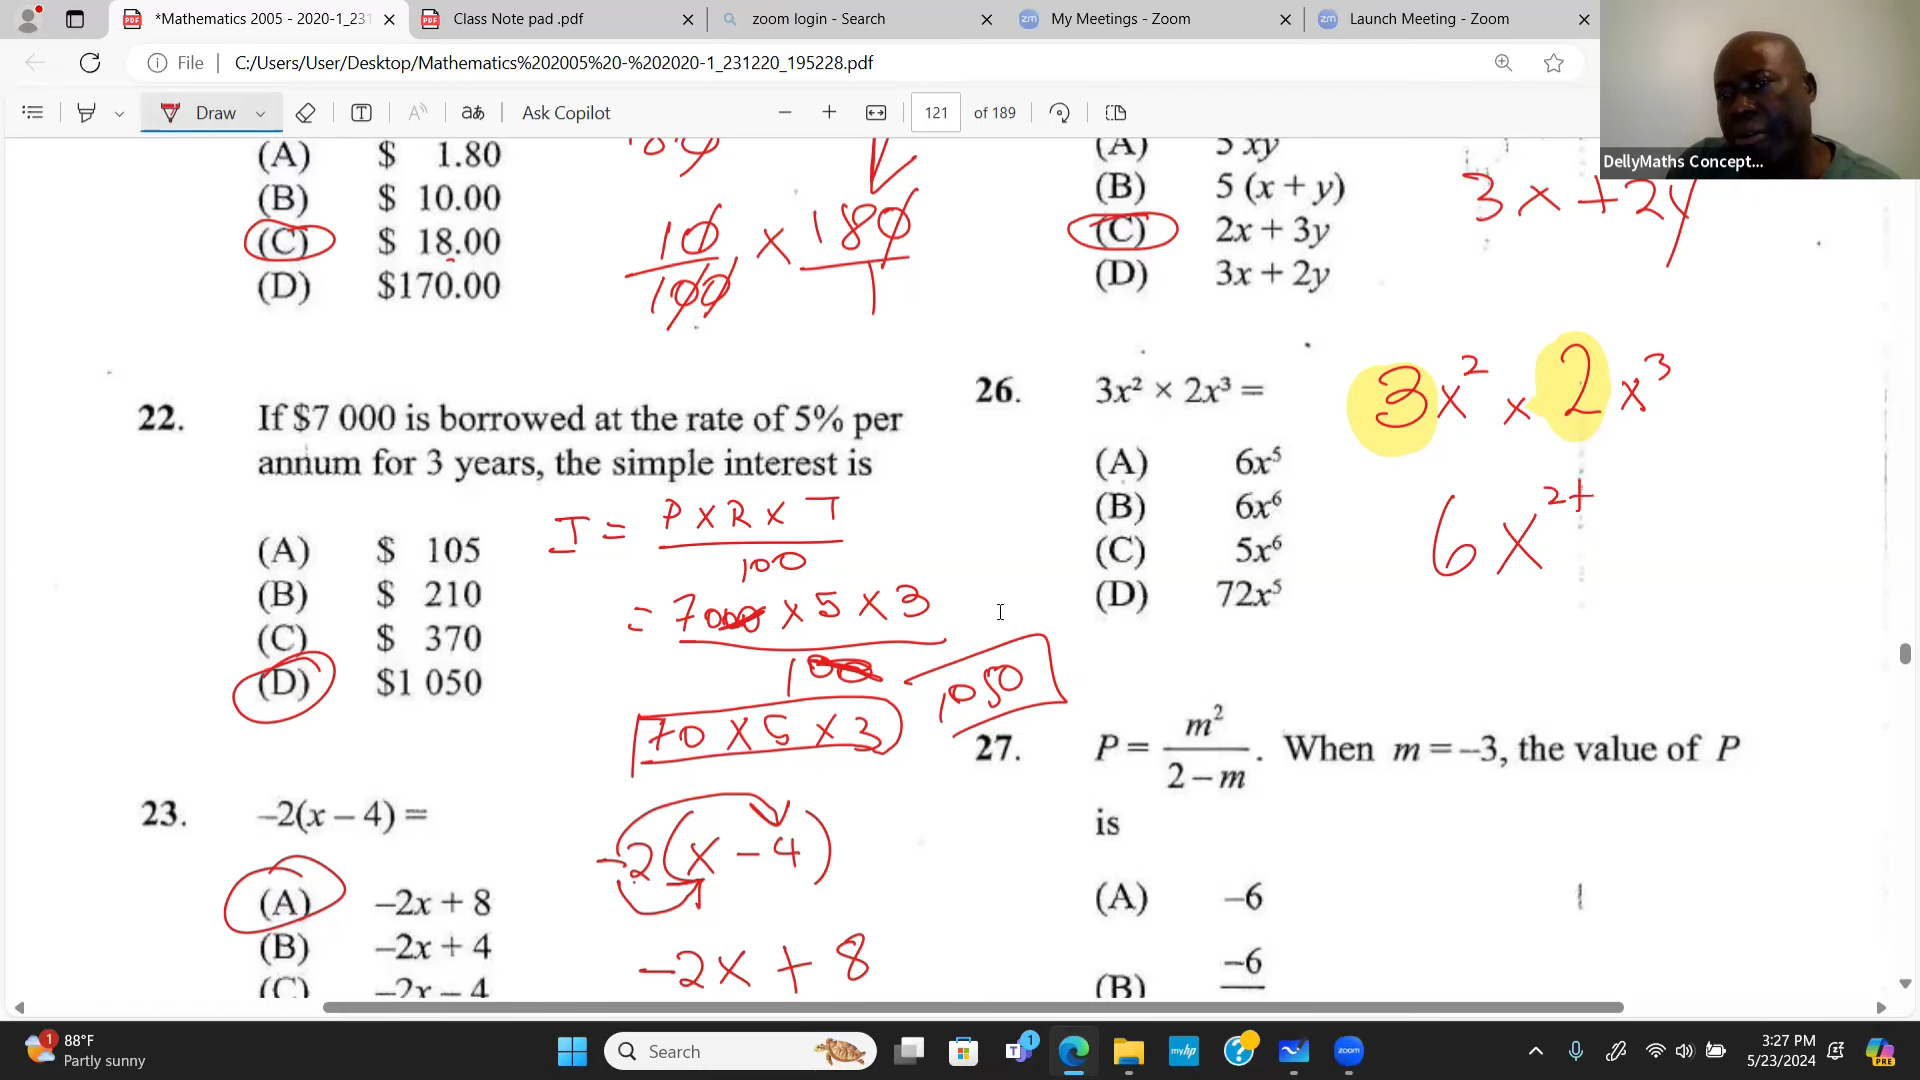 *Mathematics 2005 - 2020-1_231
Class Note pad .pdf
zoom login - Search
My Meetings - Zoom
Launch Meeting - Zoom
File
C:/Users/User/Desktop/Mathematics%202005%20-%202020-1_231220_195228.pdf
Draw
Ask Copilot
121 of 189
DellyMaths Concept...
(A) $ 1.80
(B) $ 10.00
(C) $ 18.00
(D) $170.00
10/100 × 180/1
22. If $7 000 is borrowed at the rate of 5% per
annum for 3 years, the simple interest is
(A) $ 105
(B) $ 210
(C) $ 370
(D) $1 050
I = P × R × T
100
= 7000 × 5 × 3
100
70 × 5 × 3
1050
23. –2(x – 4) =
(A) –2x + 8
(B) –2x + 4
(C) –2x – 4
-2(x - 4)
-2x + 8
(A) 5 xy
(B) 5 (x + y)
(C) 2x + 3y
(D) 3x + 2y
3x + 2y
26. 3x² × 2x³ =
(A) 6x⁵
(B) 6x⁶
(C) 5x⁶
(D) 72x⁵
3x² × 2x³
6x²⁺
27. P = m²/(2 – m). When m = –3, the value of P
is
(A) –6
(B) –6
88°F
Partly sunny
Search
3:27 PM
5/23/2024